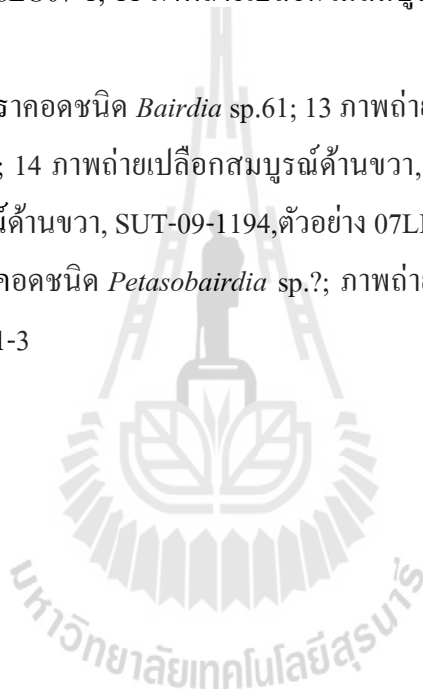 ราคอดชนิด Bairdia sp.61; 13 ภาพถ่าย
; 14 ภาพถ่ายเปลือกสมบูรณ์ด้านขวา,
ณ์ด้านขวา, SUT-09-1194,ตัวอย่าง 07LI
คอดชนิด Petasobairdia sp.?; ภาพถ่าย
1-3
มหาวิทยาลัยเทคโนโลยีสุรนารี